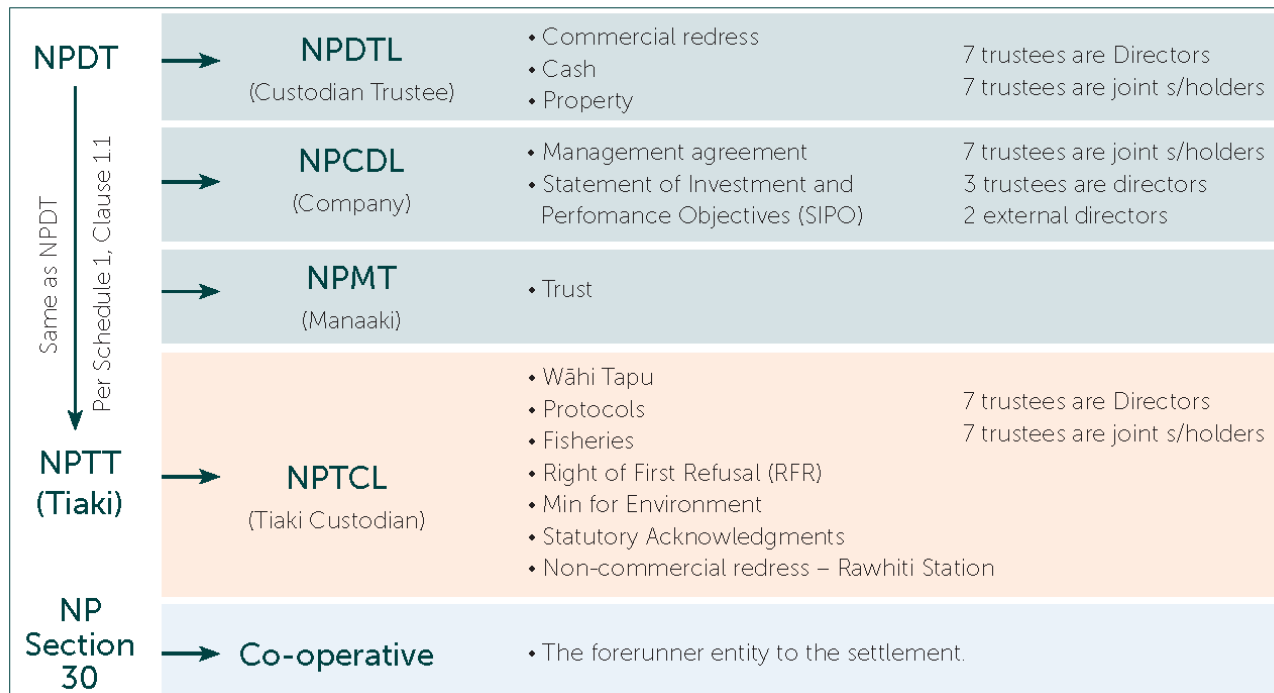 NPDT
NPDTL
(Custodian Trustee)
• Commercial redress
• Cash
• Property
7 trustees are Directors
7 trustees are joint s/holders
Same as NPDT
Per Schedule 1, Clause 1.1
NPCDL
(Company)
• Management agreement
• Statement of Investment and
Perfomance Objectives (SIPO)
7 trustees are joint s/holders
3 trustees are directors
2 external directors
NPMT
(Manaaki)
• Trust
NPTT
(Tiaki)
NPTCL
(Tiaki Custodian)
• Wāhi Tapu
• Protocols
• Fisheries
• Right of First Refusal (RFR)
• Min for Environment
• Statutory Acknowledgments
• Non-commercial redress – Rawhiti Station
7 trustees are Directors
7 trustees are joint s/holders
NP
Section
30
Co-operative
• The forerunner entity to the settlement.